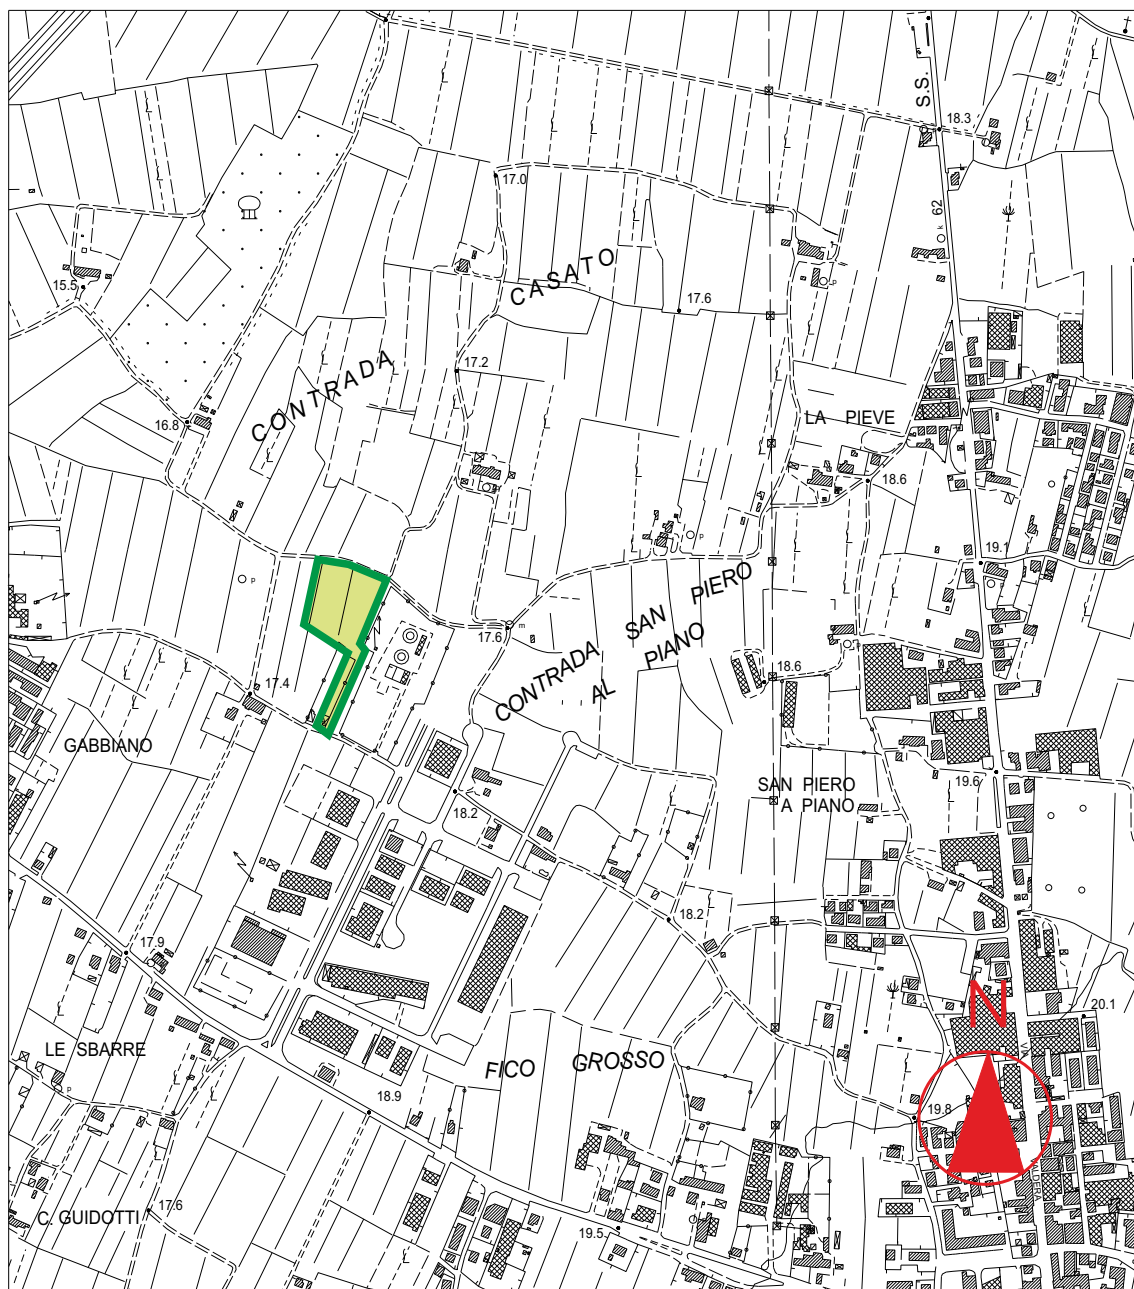 S.S.
18.3
17.0
k 62
CASATO
15.5
P
17.6
17.2
CONTRADA
LA PIEVE
16.8
18.6
P
19.1
P
m
17.6
CONTRADA SAN PIERO
AL PIANO
18.6
17.4
GABBIANO
19.6
SAN PIERO
A PIANO
18.2
18.2
17.9
N
20.1
LE SBARRE
VIA
FICO GROSSO
P
18.9
19.8
C. GUIDOTTI
17.6
19.5